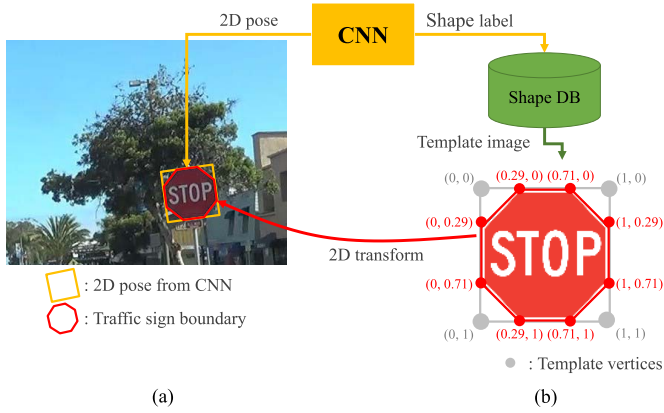 2D pose
CNN
Shape label
Shape DB
Template image
(0, 0)
(0.29, 0)
(0.71, 0)
(1, 0)
STOP
(0, 0.29)
(1, 0.29)
STOP
2D transform
(0, 0.71)
(1, 0.71)
: 2D pose from CNN
: Traffic sign boundary
(0, 1)
(0.29, 1)
(0.71, 1)
(1, 1)
: Template vertices
(a)
(b)